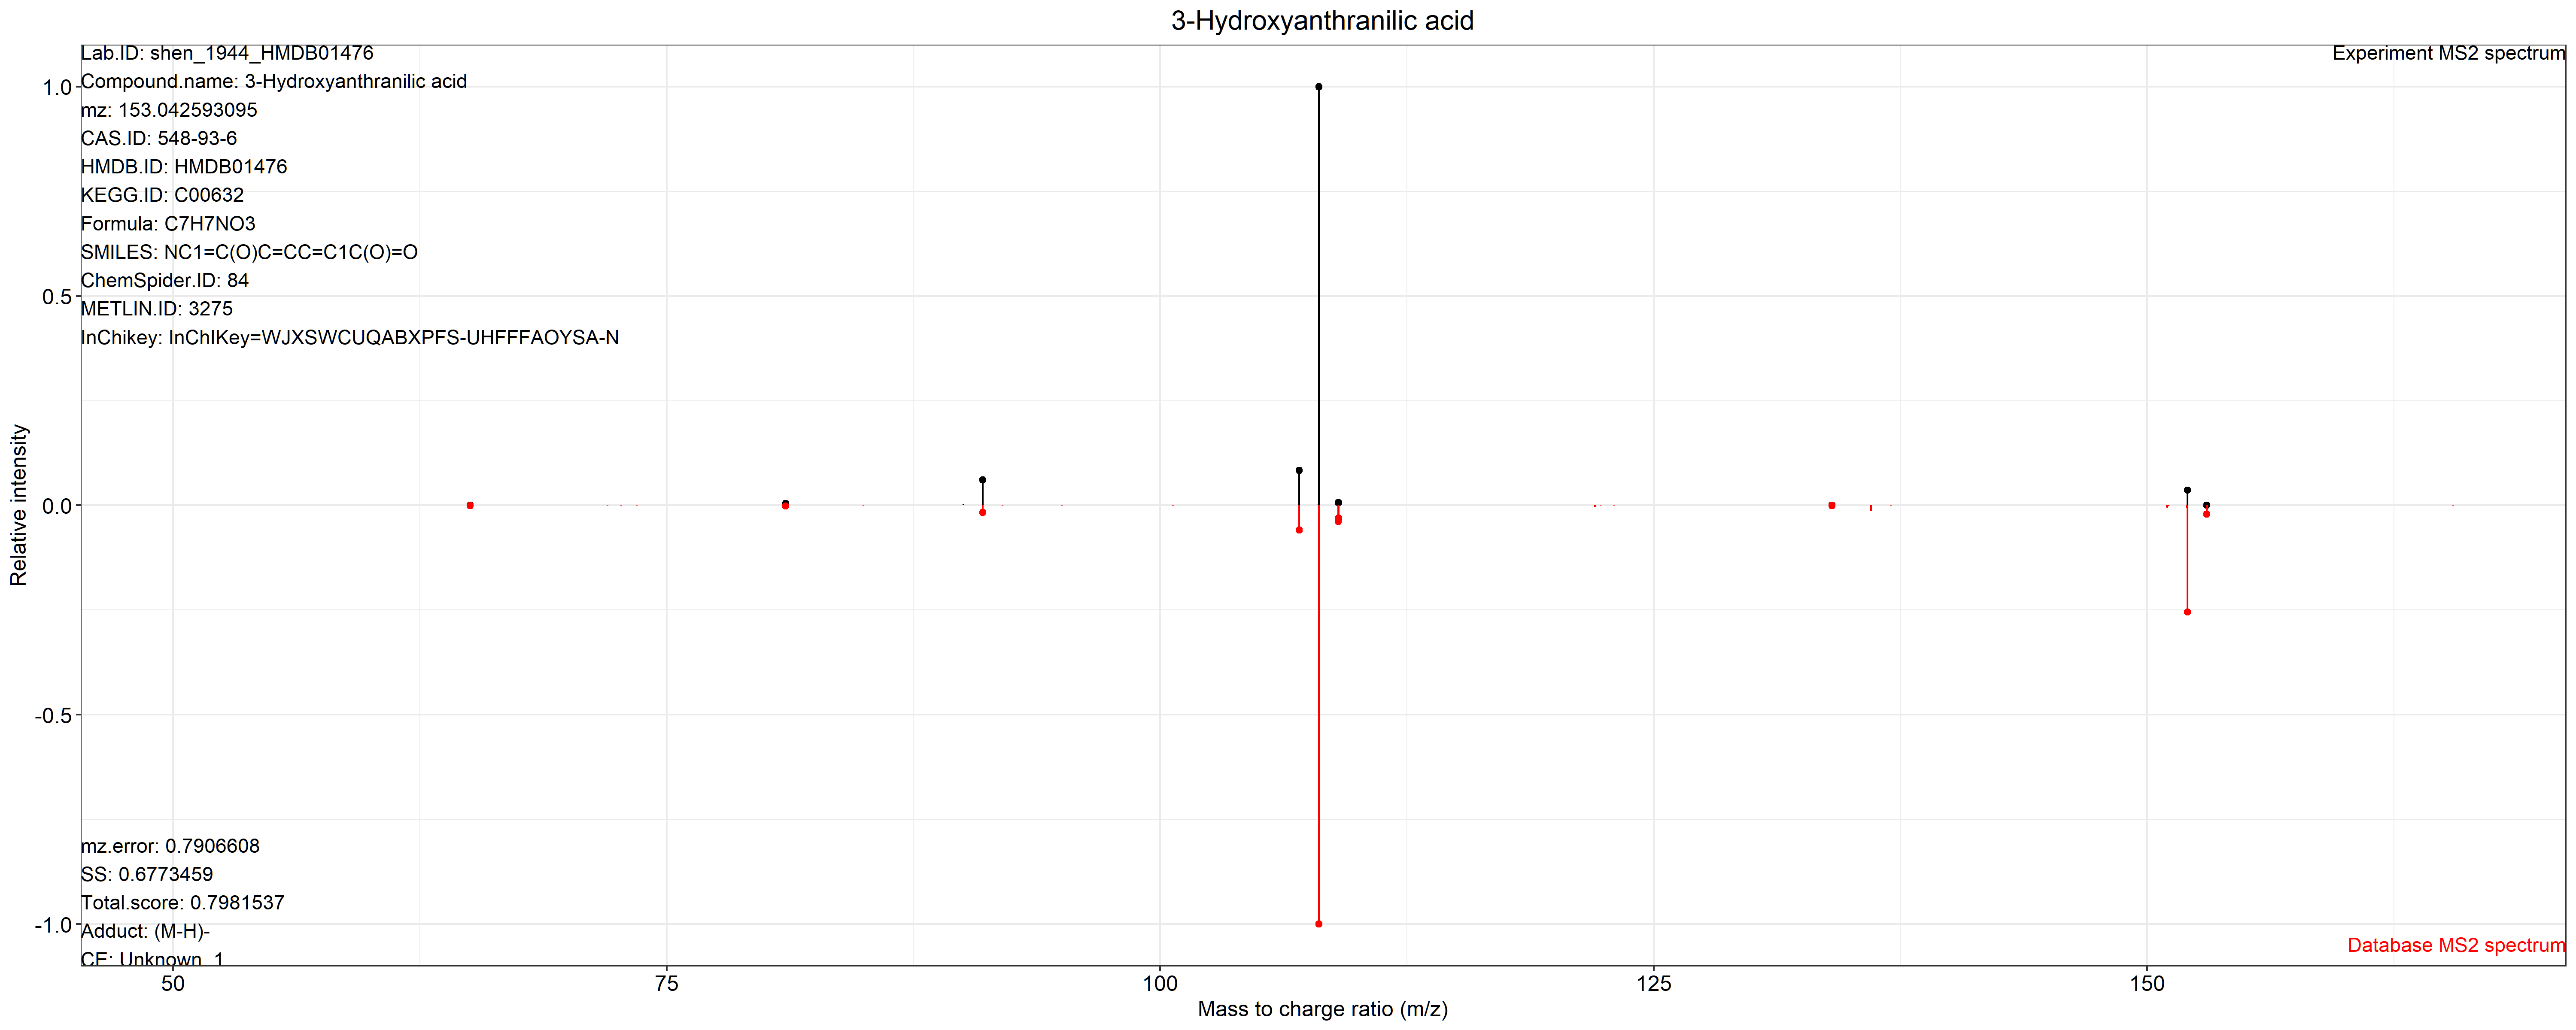 3-Hydroxyanthranilic acid
Lab.ID: shen_1944_HMDB01476
Experiment MS2 spectrum
Compound.name: 3-Hydroxyanthranilic acid
mz: 153.042593095
CAS.ID: 548-93-6
HMDB.ID: HMDB01476
KEGG.ID: C00632
Formula: C7H7NO3
SMILES: NC1=C(O)C=CC=C1C(O)=O
ChemSpider.ID: 84
METLIN.ID: 3275
InChikey: InChIKey=WJXSWCUQABXPFS-UHFFFAOYSA-N
1.0
0.5
0.0
-0.5
-1.0
Relative intensity
mz.error: 0.7906608
SS: 0.6773459
Total.score: 0.7981537
Adduct: (M-H)-
CE: Unknown_1
Database MS2 spectrum
50 75 100 125 150
Mass to charge ratio (m/z)